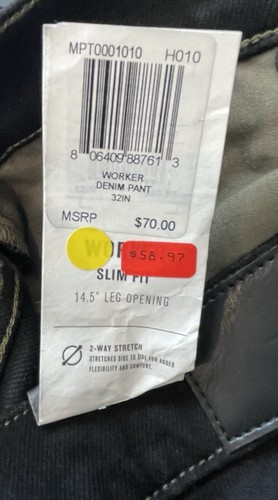 MPT0001010 H010
8 06409 88761 3
WORKER
DENIM PANT
32IN
MSRP $70.00
$58.97
SLIM FIT
14.5" LEG OPENING
2-WAY STRETCH
STRETCHES SIDE TO SIDE FOR ADDED
FLEXIBILITY AND COMFORT.